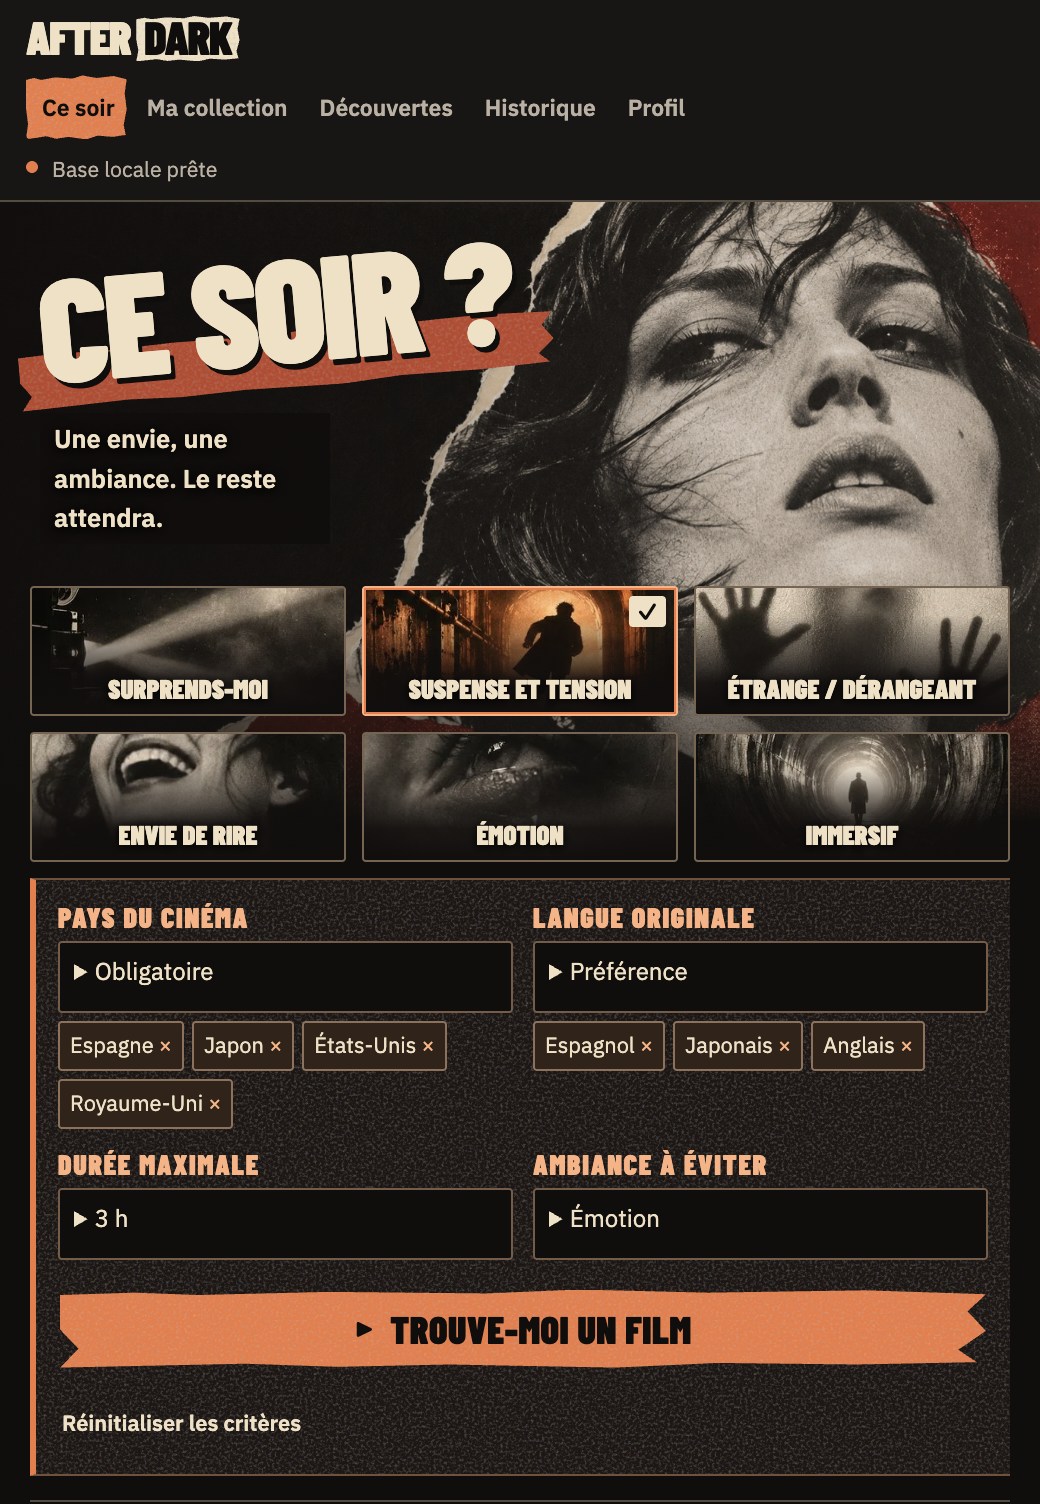 AFTER DARK
Ce soir Ma collection Découvertes Historique Profil
Base locale prête
CE SOIR ?
Une envie, une
ambiance. Le reste
attendra.
SURPRENDS-MOI
SUSPENSE ET TENSION
ÉTRANGE / DÉRANGEANT
ENVIE DE RIRE
ÉMOTION
IMMERSIF
PAYS DU CINÉMA
Obligatoire
Espagne × Japon × États-Unis ×
Royaume-Uni ×
LANGUE ORIGINALE
Préférence
Espagnol × Japonais × Anglais ×
DURÉE MAXIMALE
3 h
AMBIANCE À ÉVITER
Émotion
TROUVE-MOI UN FILM
Réinitialiser les critères